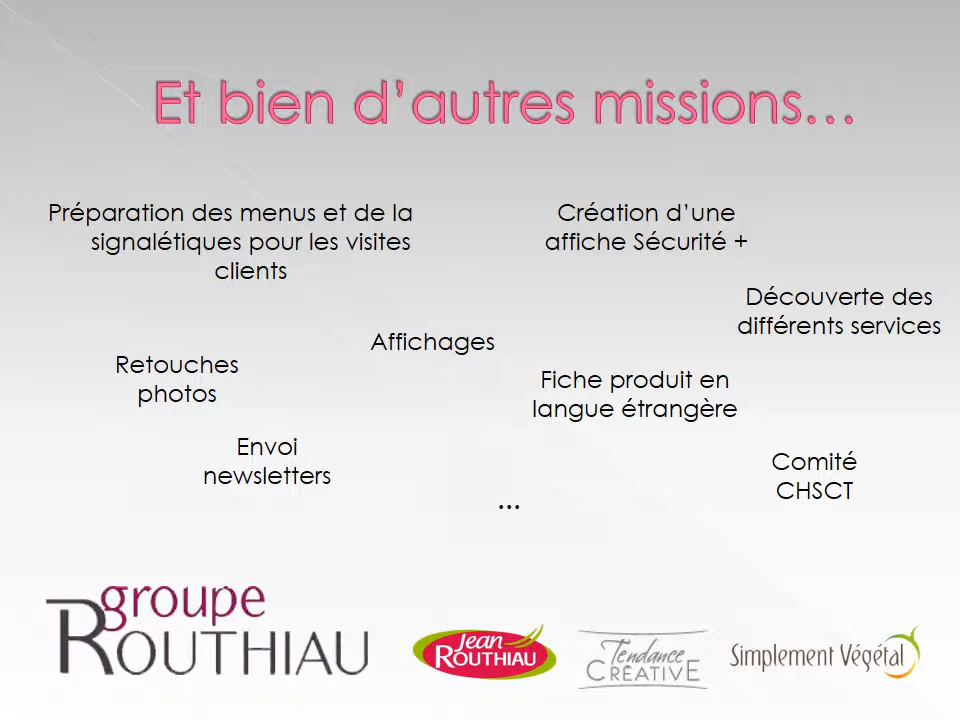 Et bien d’autres missions…
Préparation des menus et de la
signalétiques pour les visites
clients
Création d’une
affiche Sécurité +
Découverte des
différents services
Affichages
Retouches
photos
Fiche produit en
langue étrangère
Envoi
newsletters
Comité
CHSCT
...
groupe
ROUTHIAU
Jean
ROUTHIAU
Tendance
CRÉATIVE
Simplement Végétal